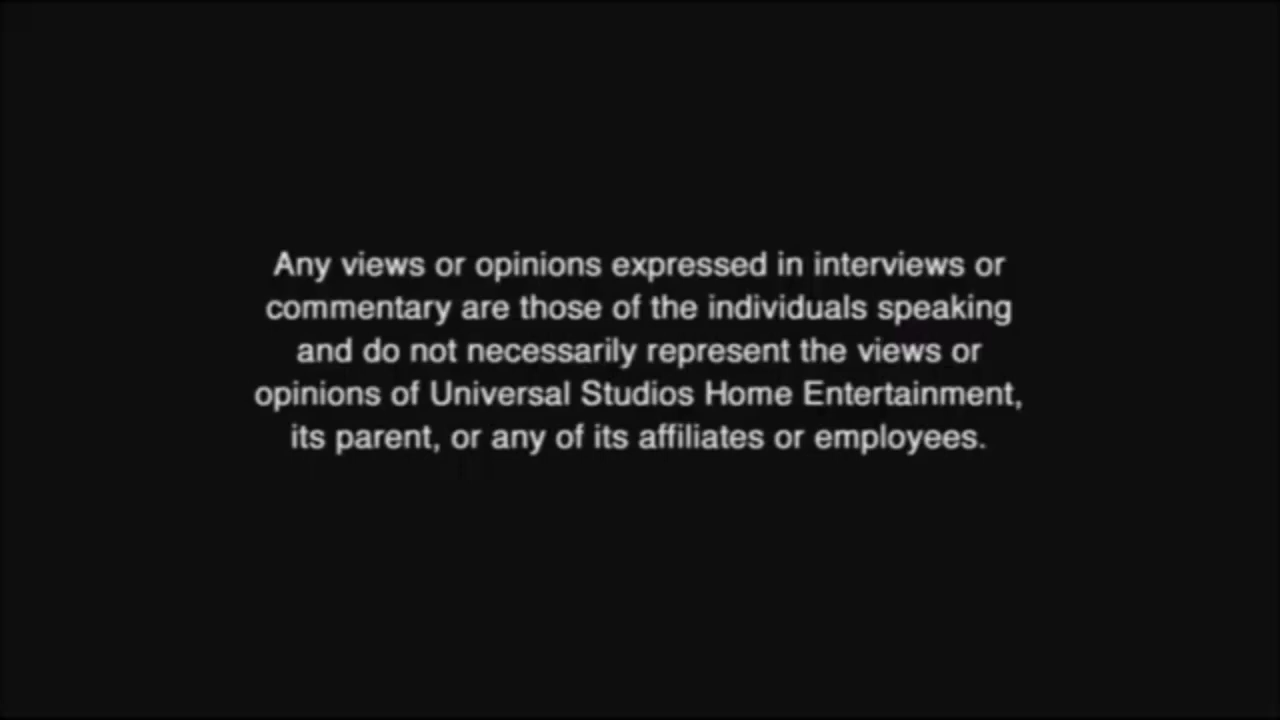 Any views or opinions expressed in interviews or
commentary are those of the individuals speaking
and do not necessarily represent the views or
opinions of Universal Studios Home Entertainment,
its parent, or any of its affiliates or employees.